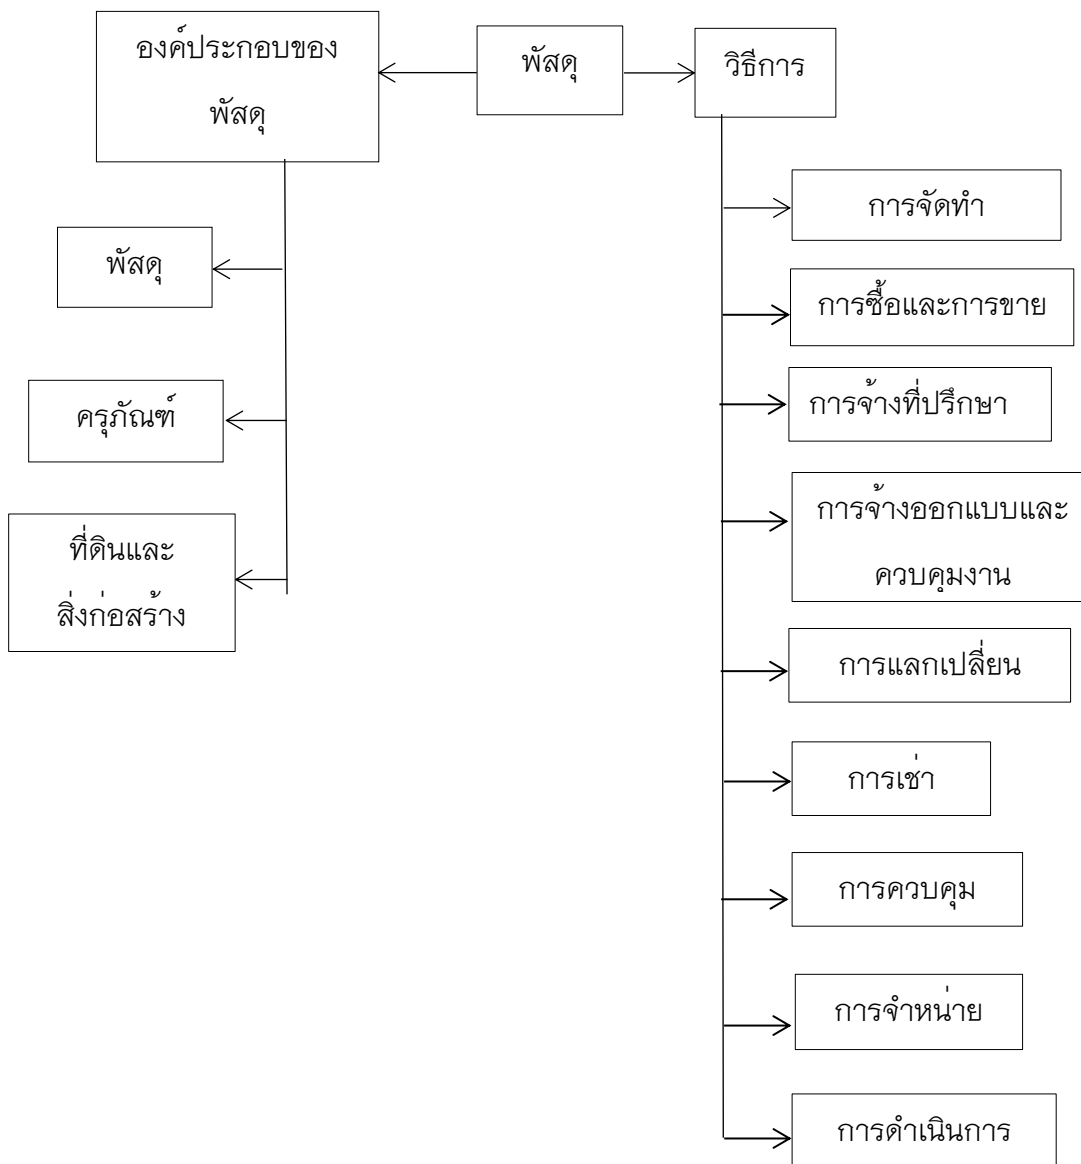 องค์ประกอบของ
พัสดุ
พัสดุ
วิธีการ
พัสดุ
ครุภัณฑ์
ที่ดินและ
สิ่งก่อสร้าง
การจัดทำ
การซื้อและการขาย
การจ้างที่ปรึกษา
การจ้างออกแบบและ
ควบคุมงาน
การแลกเปลี่ยน
การเช่า
การควบคุม
การจำหน่าย
การดำเนินการ